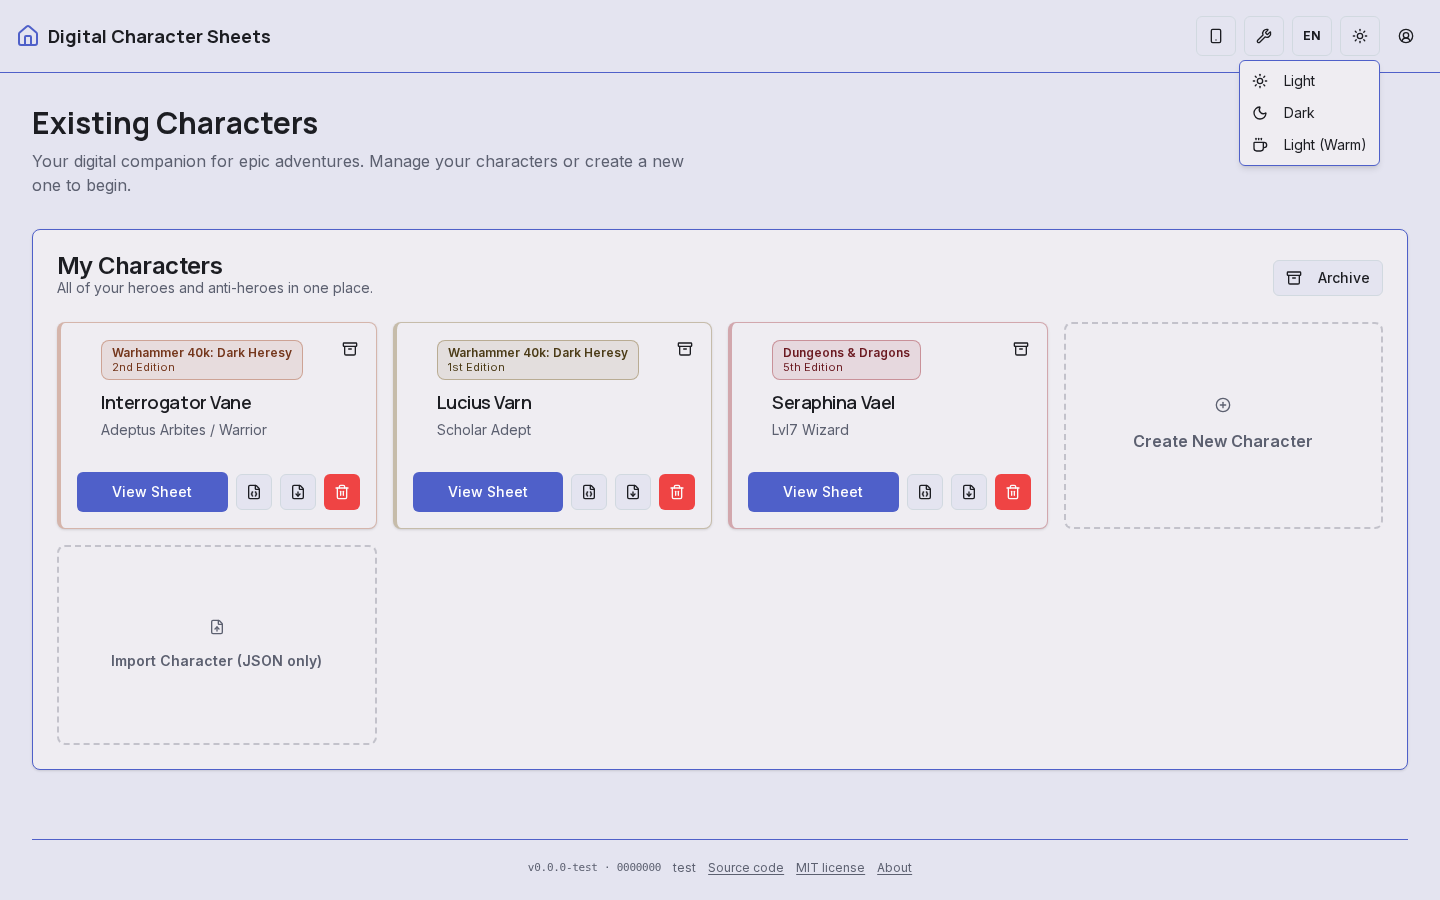 Digital Character Sheets
EN
Light
Dark
Light (Warm)
Existing Characters
Your digital companion for epic adventures. Manage your characters or create a new
one to begin.
My Characters
All of your heroes and anti-heroes in one place.
Archive
Warhammer 40k: Dark Heresy
2nd Edition
Interrogator Vane
Adeptus Arbites / Warrior
View Sheet
Warhammer 40k: Dark Heresy
1st Edition
Lucius Varn
Scholar Adept
View Sheet
Dungeons & Dragons
5th Edition
Seraphina Vael
Lvl7 Wizard
View Sheet
Create New Character
Import Character (JSON only)
v0.0.0-test · 0000000 test Source code MIT license About